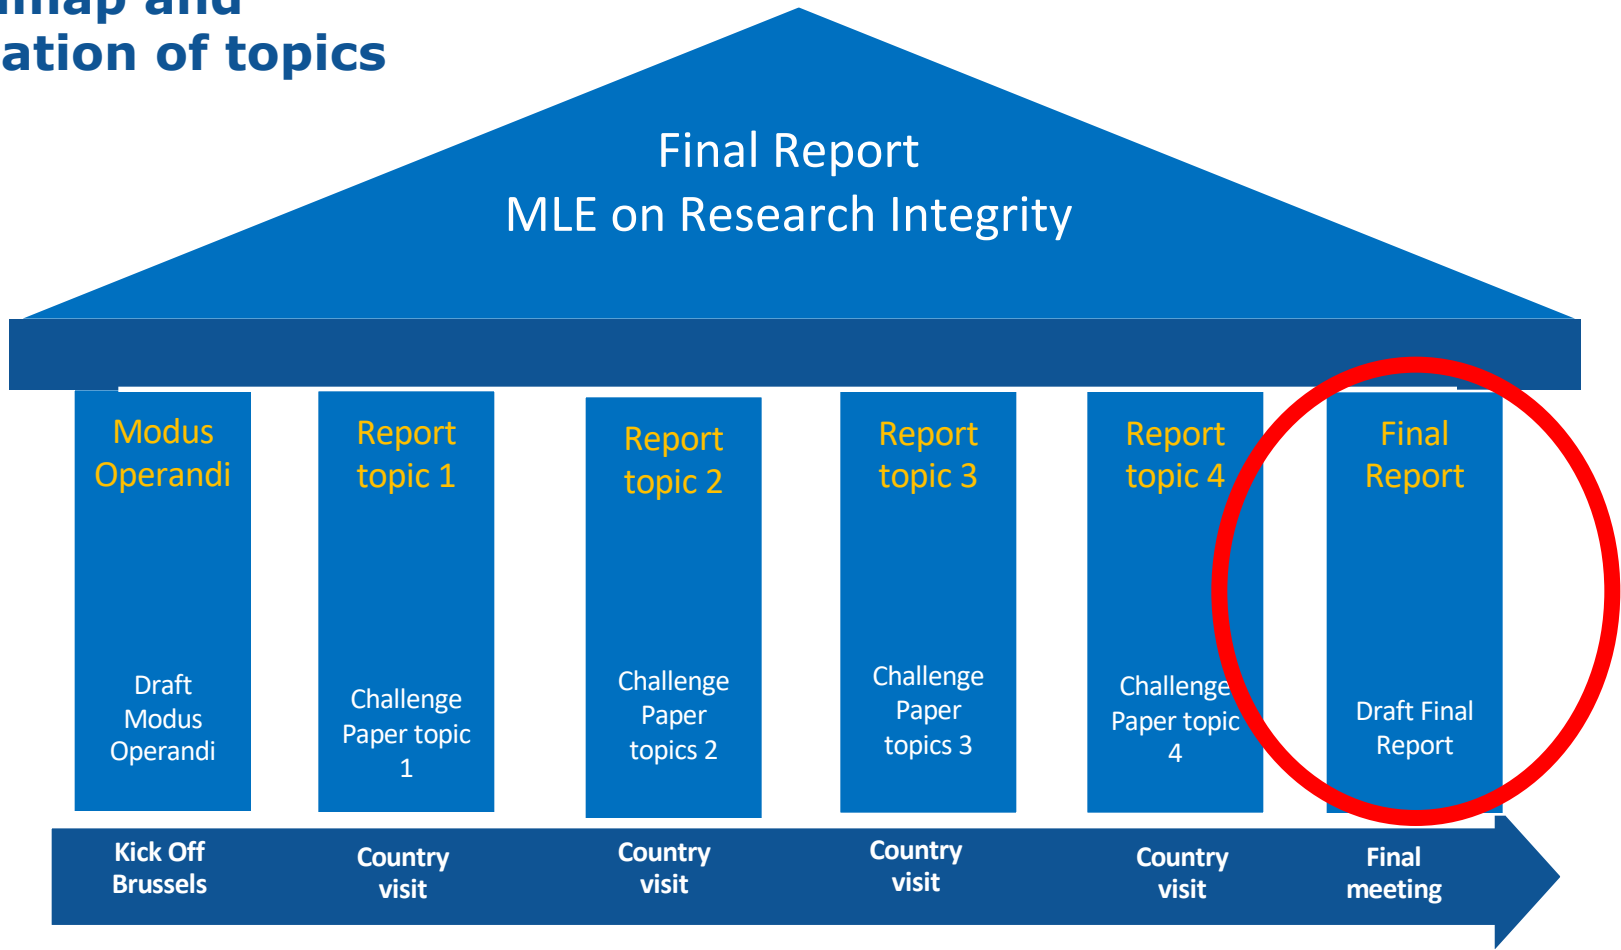 ation of topics
Final Report
MLE on Research Integrity
Modus
Operandi
Draft
Modus
Operandi
Report
topic 1
Challenge
Paper topic
1
Report
topic 2
Challenge
Paper
topics 2
Report
topic 3
Challenge
Paper
topics 3
Report
topic 4
Challenge
Paper topic
4
Final
Report
Draft Final
Report
Kick Off
Brussels
Country
visit
Country
visit
Country
visit
Country
visit
Final
meeting